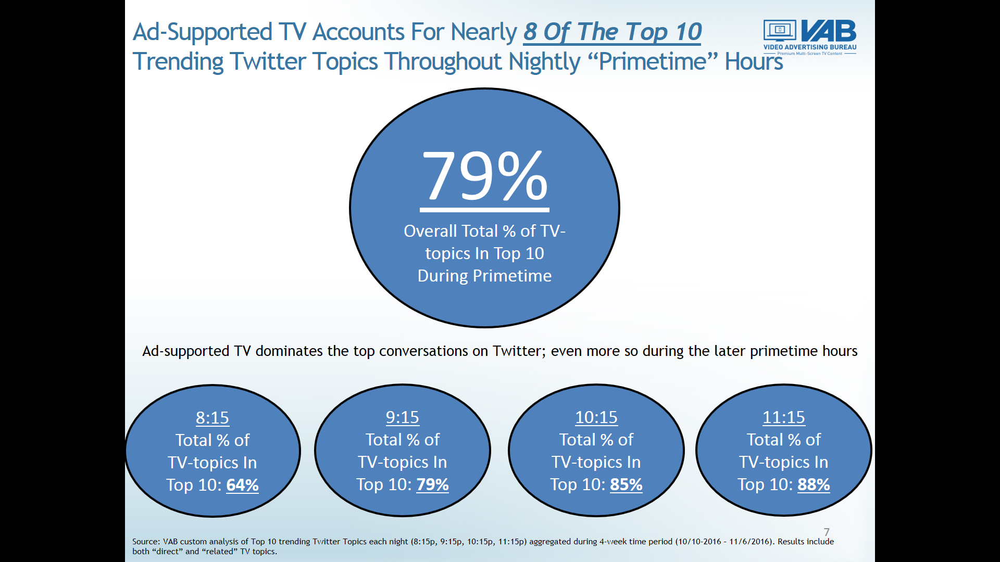 Ad-Supported TV Accounts For Nearly 8 Of The Top 10
Trending Twitter Topics Throughout Nightly “Primetime” Hours
VAB
VIDEO ADVERTISING BUREAU
Premium Multi-Screen TV Content
79%
Overall Total % of TV-
topics In Top 10
During Primetime
Ad-supported TV dominates the top conversations on Twitter; even more so during the later primetime hours
8:15
Total % of
TV-topics In
Top 10: 64%
9:15
Total % of
TV-topics In
Top 10: 79%
10:15
Total % of
TV-topics In
Top 10: 85%
11:15
Total % of
TV-topics In
Top 10: 88%
7
Source: VAB custom analysis of Top 10 trending Twitter Topics each night (8:15p, 9:15p, 10:15p, 11:15p) aggregated during 4-week time period (10/10-2016 - 11/6/2016). Results include
both “direct” and “related” TV topics.